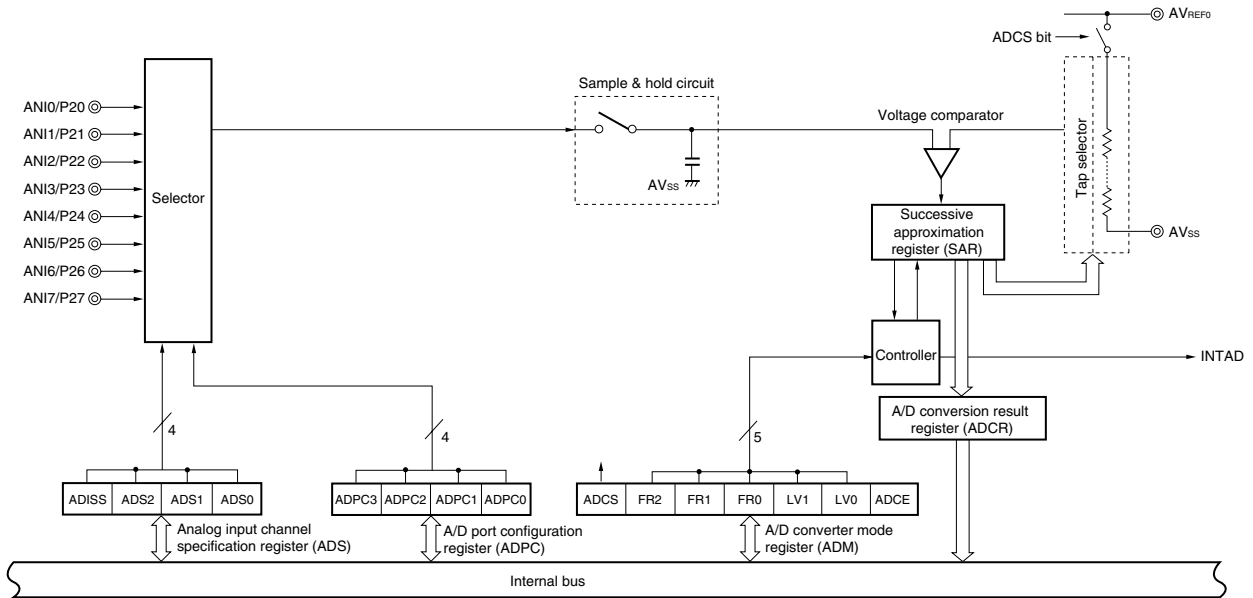 AVREF0
ADCS bit
Sample & hold circuit
Voltage comparator
ANI0/P20
ANI1/P21
ANI2/P22
ANI3/P23
ANI4/P24
ANI5/P25
ANI6/P26
ANI7/P27
Selector
AVSS
Tap selector
Successive
approximation
register (SAR)
AVSS
Controller
INTAD
A/D conversion result
register (ADCR)
4
4
5
ADISS ADS2 ADS1 ADS0
ADPC3 ADPC2 ADPC1 ADPC0
ADCS FR2 FR1 FR0 LV1 LV0 ADCE
Analog input channel
specification register (ADS)
A/D port configuration
register (ADPC)
A/D converter mode
register (ADM)
Internal bus